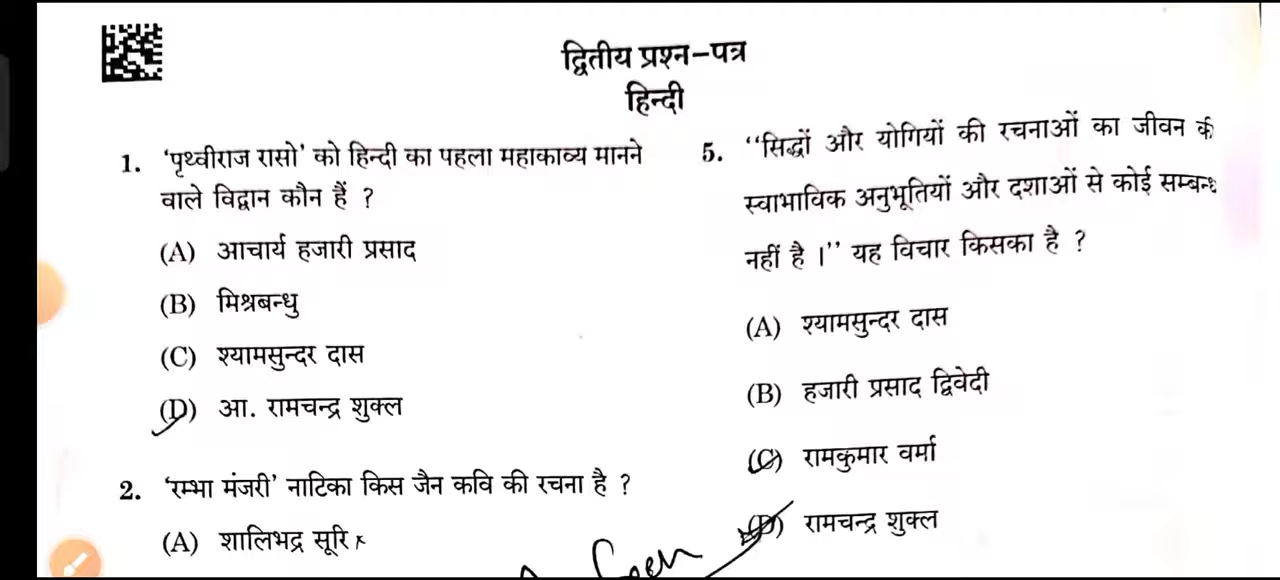 द्वितीय प्रश्न-पत्र
हिन्दी
1. 'पृथ्वीराज रासो' को हिन्दी का पहला महाकाव्य मानने
वाले विद्वान कौन हैं ?
(A) आचार्य हजारी प्रसाद
(B) मिश्रबन्धु
(C) श्यामसुन्दर दास
(D) आ. रामचन्द्र शुक्ल
2. 'रम्भा मंजरी' नाटिका किस जैन कवि की रचना है ?
(A) शालिभद्र सूरि
5. ''सिद्धों और योगियों की रचनाओं का जीवन की
स्वाभाविक अनुभूतियों और दशाओं से कोई सम्बन्ध
नहीं है ।'' यह विचार किसका है ?
(A) श्यामसुन्दर दास
(B) हजारी प्रसाद द्विवेदी
(C) रामकुमार वर्मा
(D) रामचन्द्र शुक्ल